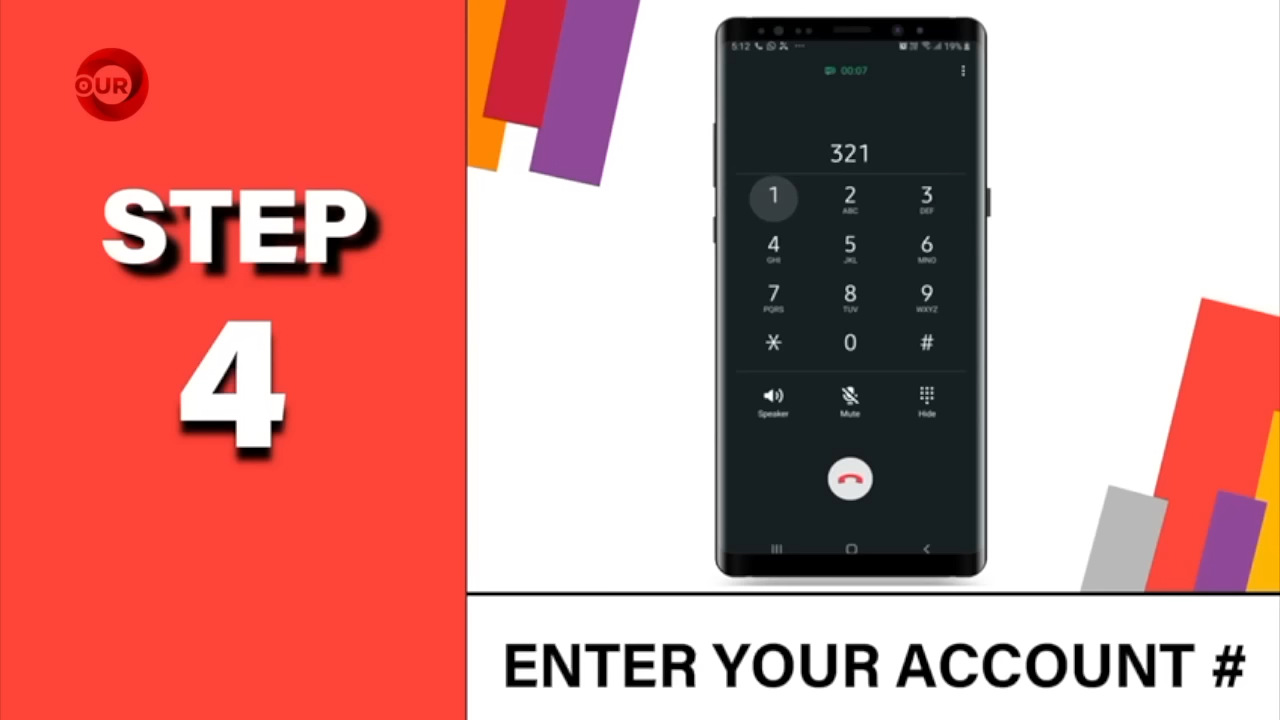 OUR
STEP
4
ENTER YOUR ACCOUNT #
5:12
19%
00:07
321
1 2 3
ABC DEF
4 5 6
GHI JKL MNO
7 8 9
PQRS TUV WXYZ
* 0 #
Speaker Mute Hide